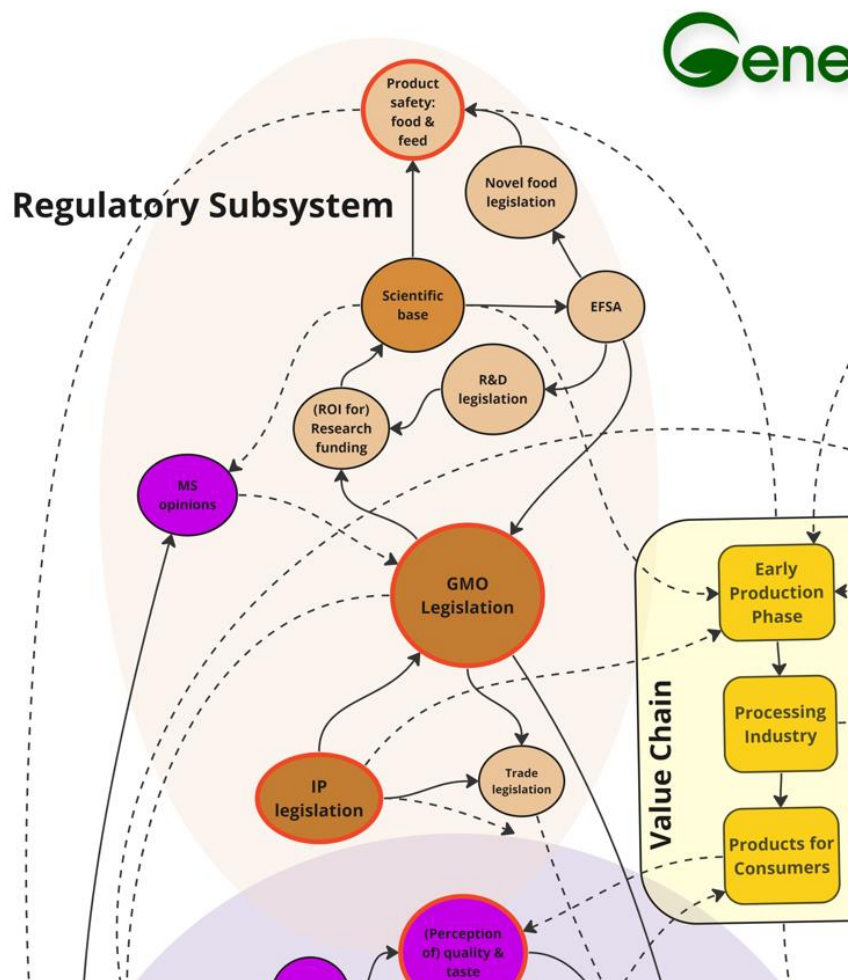 Gene
Product
safety:
food &
feed
Novel food
legislation
Regulatory Subsystem
Scientific
base
EFSA
R&D
legislation
(ROI for)
Research
funding
MS
opinions
GMO
Legislation
Early
Production
Phase
Processing
Industry
Value Chain
IP
legislation
Trade
legislation
Products for
Consumers
(Perception
of) quality &
taste